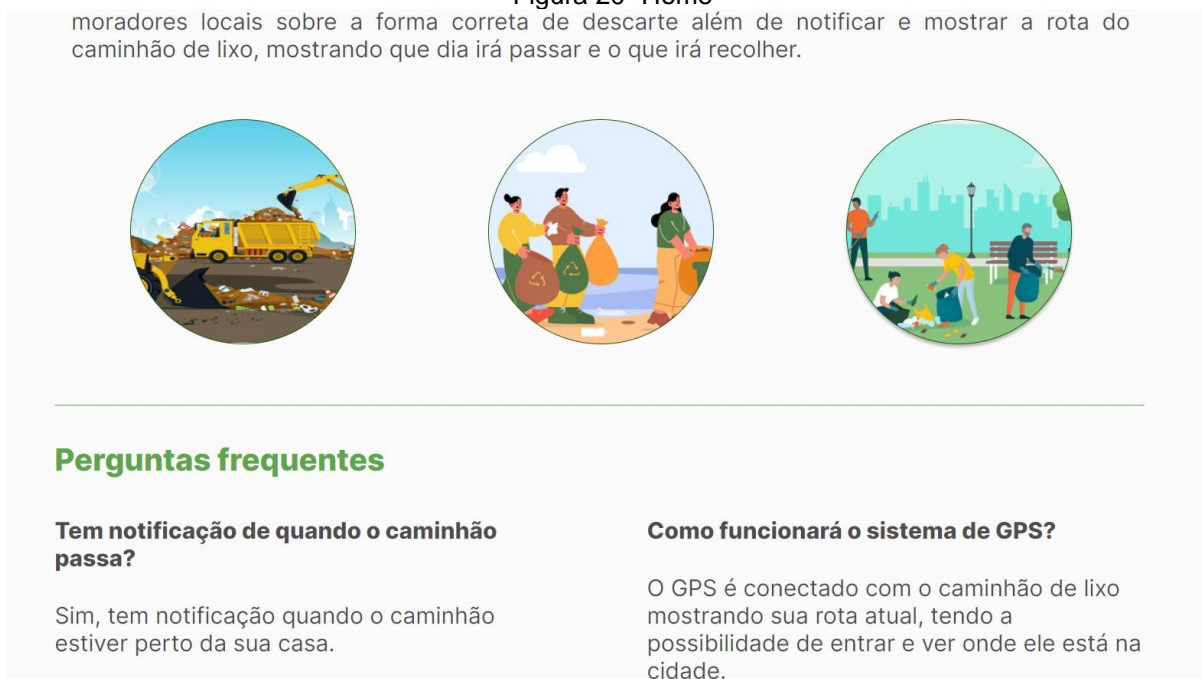 moradores locais sobre a forma correta de descarte além de notificar e mostrar a rota do
caminhão de lixo, mostrando que dia irá passar e o que irá recolher.
Perguntas frequentes
Tem notificação de quando o caminhão
passa?
Sim, tem notificação quando o caminhão
estiver perto da sua casa.
Como funcionará o sistema de GPS?
O GPS é conectado com o caminhão de lixo
mostrando sua rota atual, tendo a
possibilidade de entrar e ver onde ele está na
cidade.